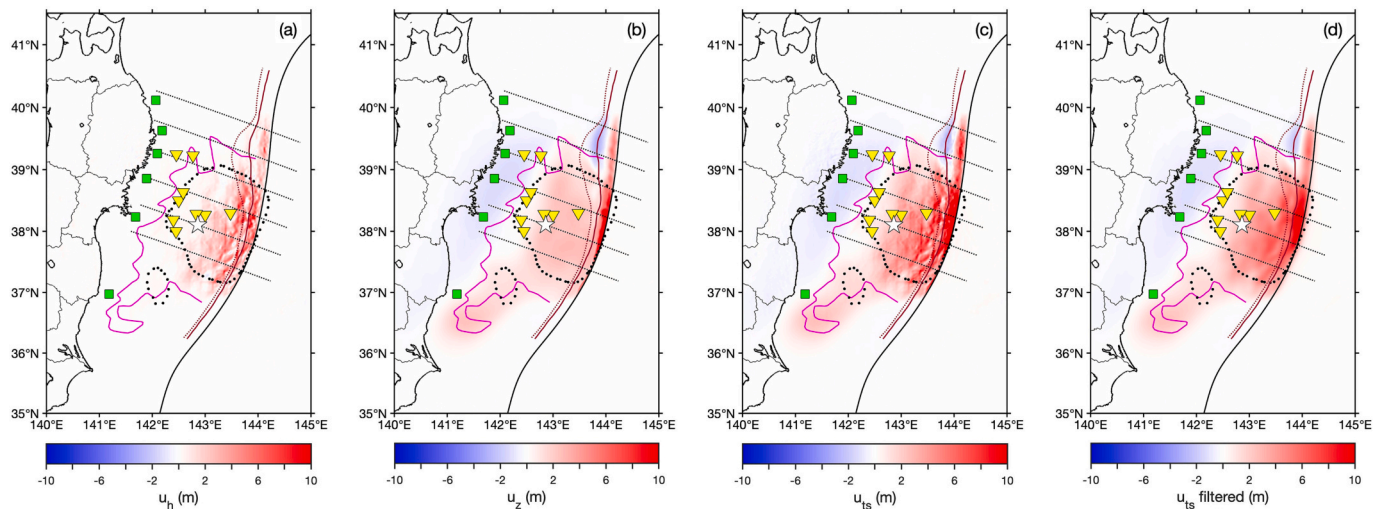 (a) (b) (c) (d)
41°N 41°N 41°N 41°N
40°N 40°N 40°N 40°N
39°N 39°N 39°N 39°N
38°N 38°N 38°N 38°N
37°N 37°N 37°N 37°N
36°N 36°N 36°N 36°N
35°N 35°N 35°N 35°N
140°E 141°E 142°E 143°E 144°E 145°E 140°E 141°E 142°E 143°E 144°E 145°E 140°E 141°E 142°E 143°E 144°E 145°E 140°E 141°E 142°E 143°E 144°E 145°E
-10 -6 -2 2 6 10 -10 -6 -2 2 6 10 -10 -6 -2 2 6 10 -10 -6 -2 2 6 10
u_h (m) u_z (m) u_ts (m) u_ts filtered (m)